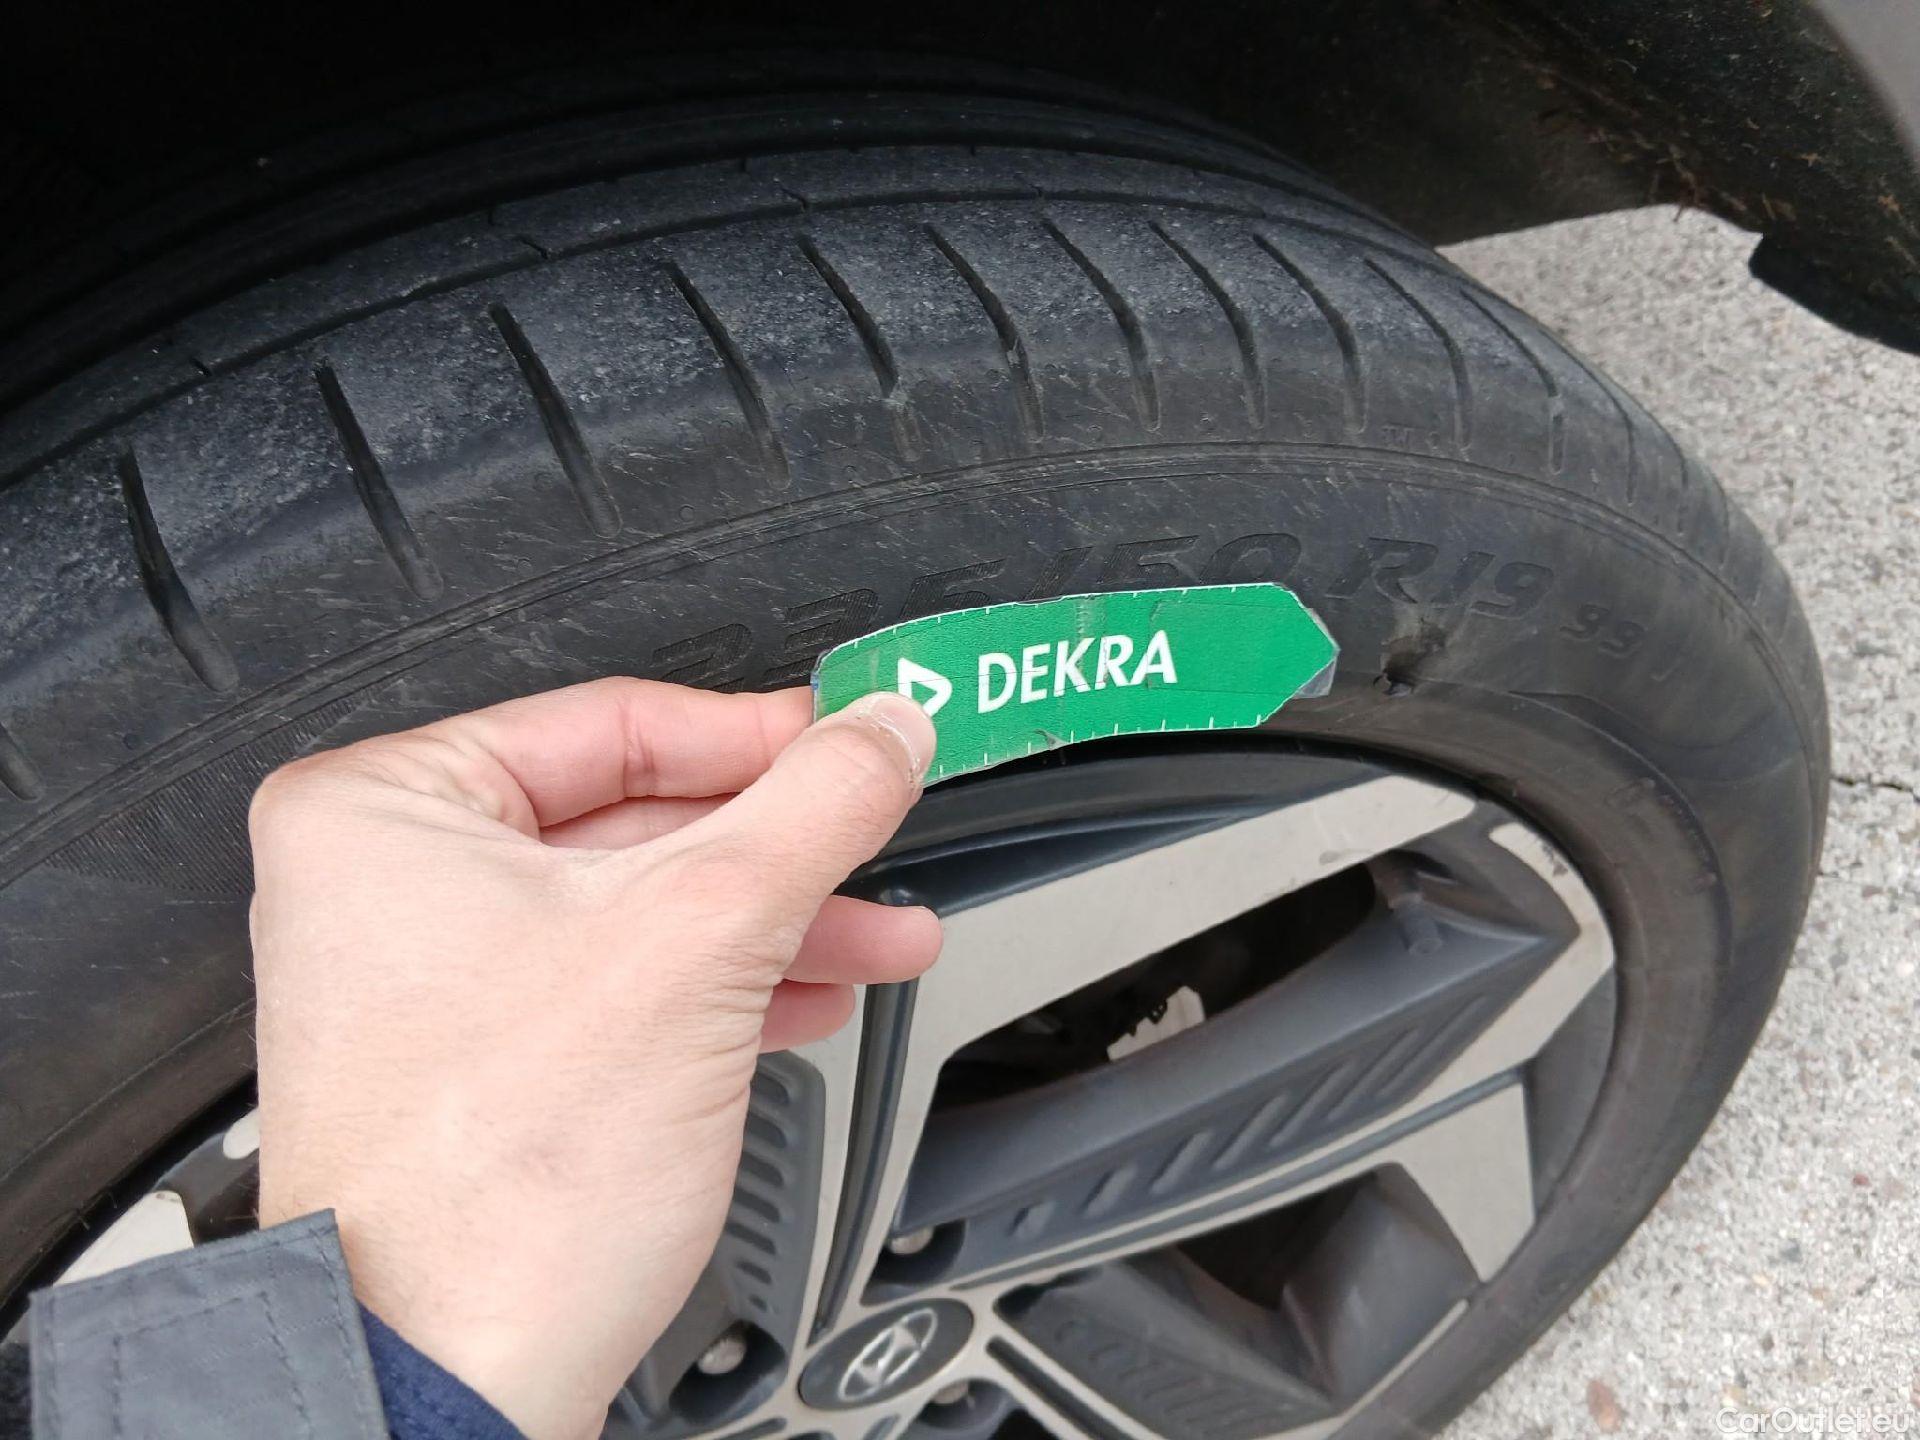 235/50 R19 99
DEKRA
CarOutlet.eu